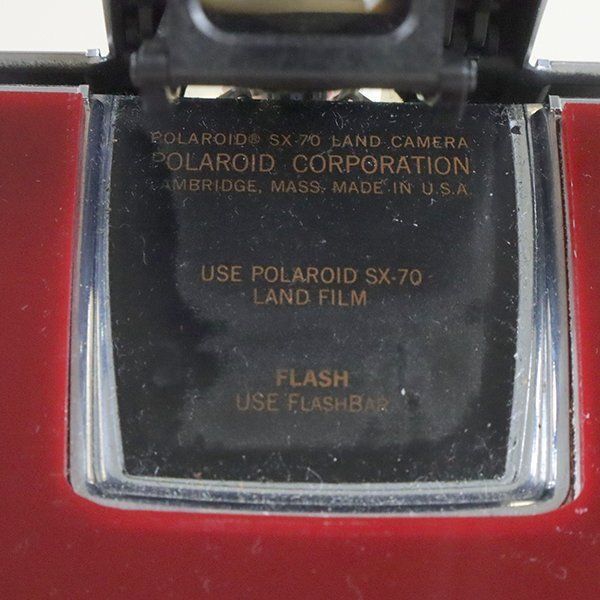 POLAROID® SX-70 LAND CAMERA
POLAROID CORPORATION
AMBRIDGE, MASS. MADE IN U.S.A.
USE POLAROID SX-70
LAND FILM
FLASH
USE FLASHBAR